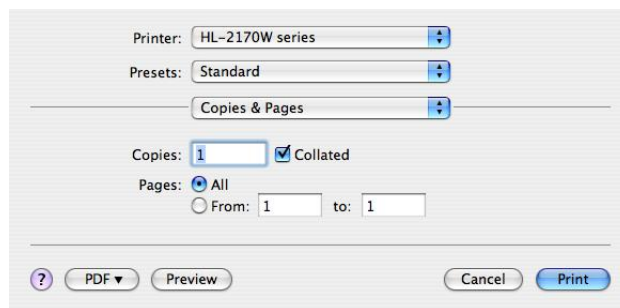 Printer: HL-2170W series
Presets: Standard
Copies & Pages
Copies: 1 Collated
Pages: All
From: 1 to: 1
? PDF▼ Preview Cancel Print